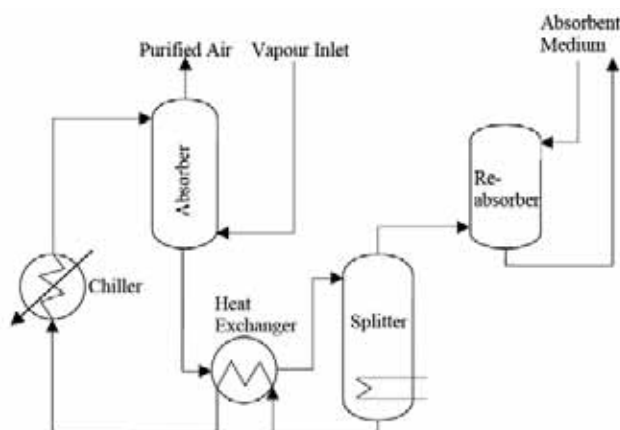 Purified Air
Vapour Inlet
Absorbent
Medium
Absorber
Re-
absorber
Chiller
Heat
Exchanger
Splitter